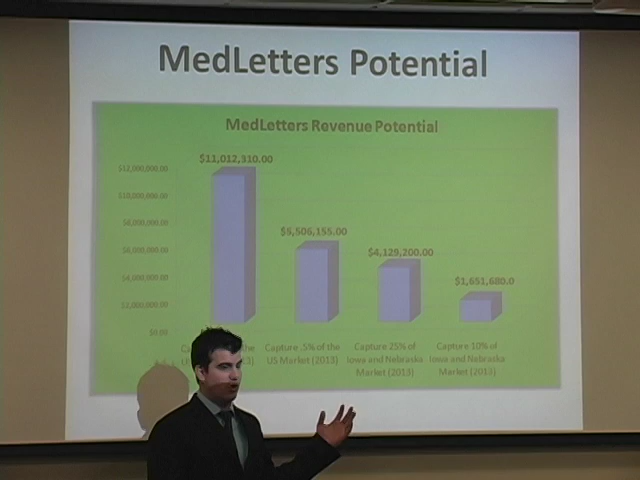 MedLetters Potential
MedLetters Revenue Potential
$11,012,310.00
$5,506,155.00
$4,129,200.00
$1,651,680.0
$12,000,000.00
$10,000,000.00
$8,000,000.00
$6,000,000.00
$4,000,000.00
2,000,000.00
$0.00
Capture .5% of the
US Market (2013)
Capture 25% of
Iowa and Nebraska
Market (2013)
Capture 10% of
Iowa and Nebraska
Market (2013)